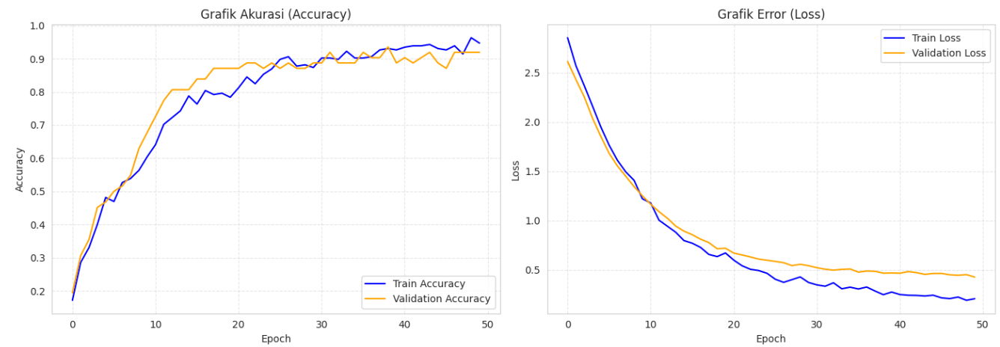 Grafik Akurasi (Accuracy)
1.0
0.9
0.8
0.7
0.6
0.5
0.4
0.3
0.2
Accuracy
Train Accuracy
Validation Accuracy
0 10 20 30 40 50
Epoch
Grafik Error (Loss)
Train Loss
Validation Loss
2.5
2.0
1.5
1.0
0.5
Loss
0 10 20 30 40 50
Epoch